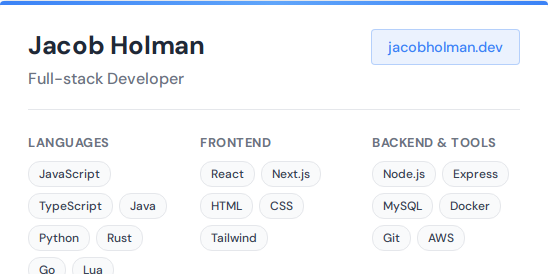 Jacob Holman
jacobholman.dev
Full-stack Developer
LANGUAGES
JavaScript
TypeScript Java
Python Rust
Go Lua
FRONTEND
React Next.js
HTML CSS
Tailwind
BACKEND & TOOLS
Node.js Express
MySQL Docker
Git AWS